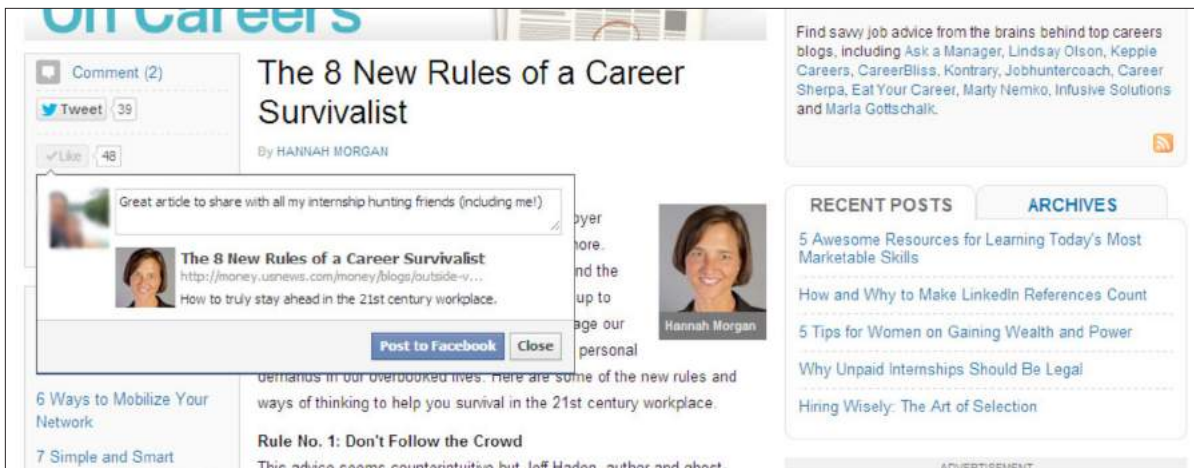 On Careers
Comment (2)
Tweet 39
Like 48
The 8 New Rules of a Career
Survivalist
By HANNAH MORGAN
Great article to share with all my internship hunting friends (including me!)
The 8 New Rules of a Career Survivalist
http://money.usnews.com/money/blogs/outside-v...
How to truly stay ahead in the 21st century workplace.
Post to Facebook Close
oyer
nore.
nd the
up to
age our
personal
demands in our overbooked lives. Here are some of the new rules and
ways of thinking to help you survival in the 21st century workplace.
Rule No. 1: Don't Follow the Crowd
This advice seems counterintuitive but Jeff Haden, author and ghost
Hannah Morgan
6 Ways to Mobilize Your
Network
7 Simple and Smart
Find savvy job advice from the brains behind top careers
blogs, including Ask a Manager, Lindsay Olson, Keppie
Careers, CareerBliss, Kontrary, Jobhuntercoach, Career
Sherpa, Eat Your Career, Marty Nemko, Infusive Solutions
and Marla Gottschalk.
RECENT POSTS ARCHIVES
5 Awesome Resources for Learning Today's Most
Marketable Skills
How and Why to Make LinkedIn References Count
5 Tips for Women on Gaining Wealth and Power
Why Unpaid Internships Should Be Legal
Hiring Wisely: The Art of Selection
ADVERTISEMENT